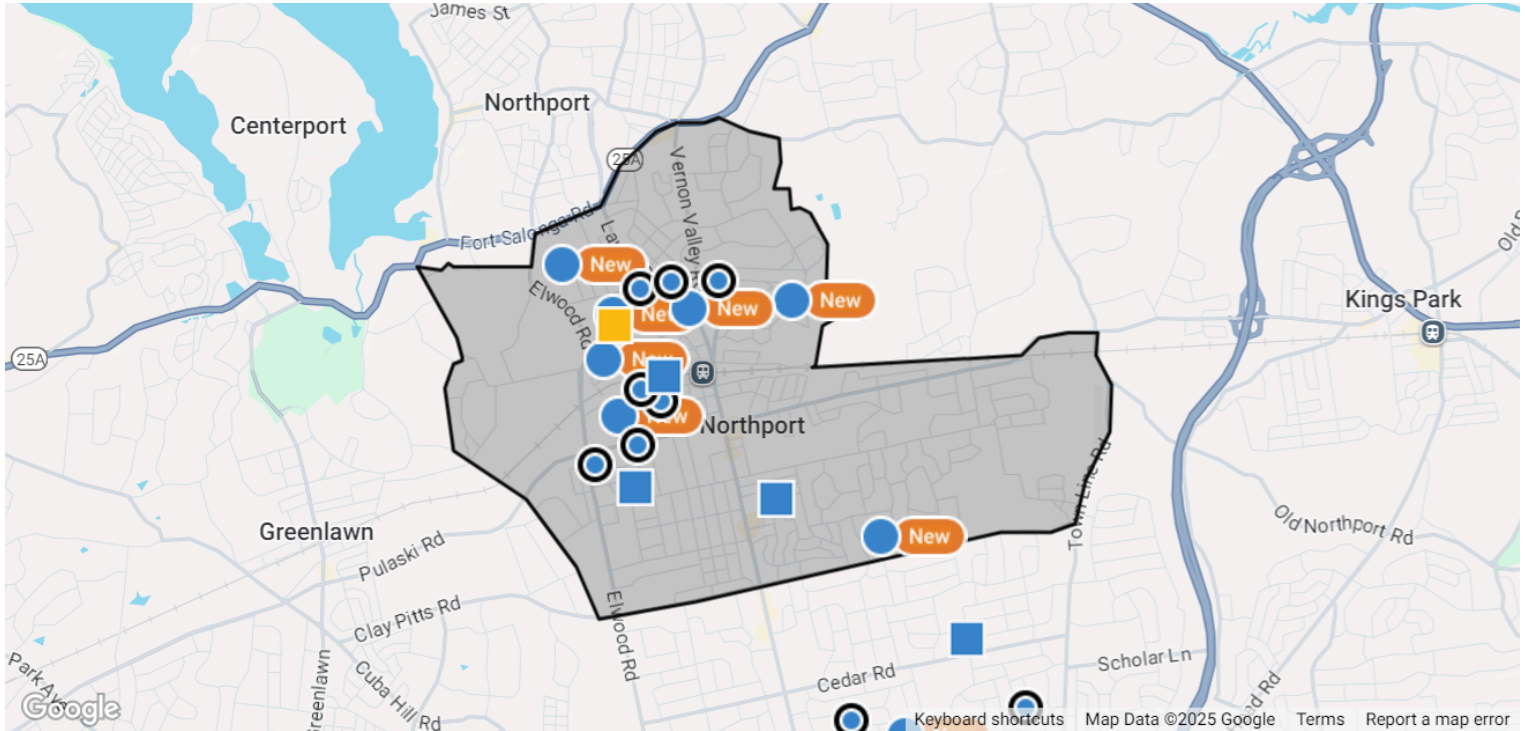 James St
Northport
Centerport
25A
Vernon Valley R
Fort Salonga Rd
La
Old
New
Elwood Rd
New
New
New
Kings Park
25A
New
New
Northport
Town Line Rd
Old Northport Rd
Greenlawn
Pulaski Rd
New
Clay Pitts Rd
Elwood Rd
Scholar Ln
Cedar Rd
Park Av
Cuba Hill Rd
Greenlawn
Google
Keyboard shortcuts
Map Data ©2025 Google
Terms
Report a map error